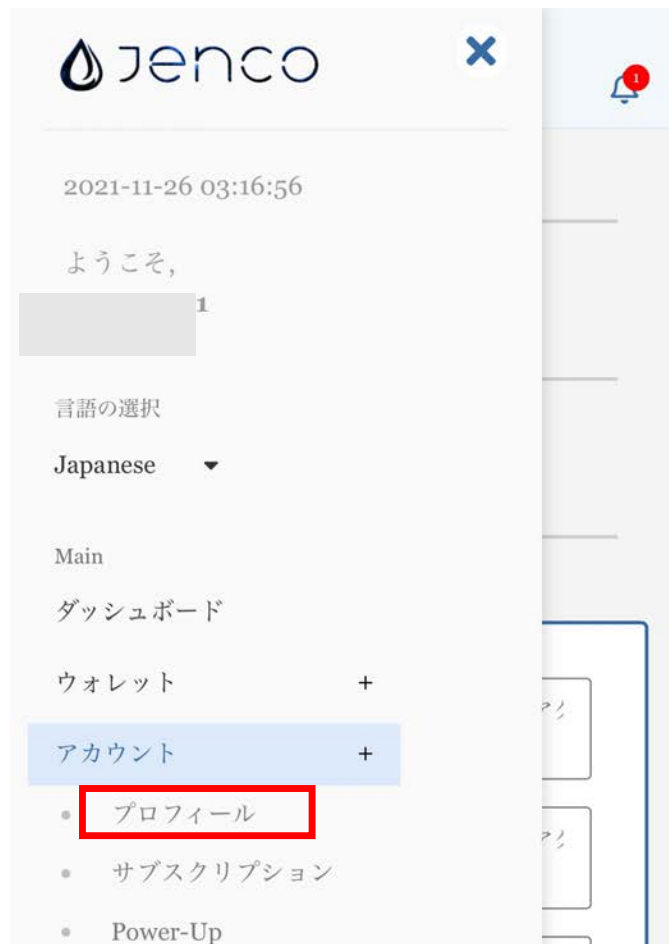 Jenco
1
2021-11-26 03:16:56
ようこそ,
1
言語の選択
Japanese
Main
ダッシュボード
ウォレット +
アカウント +
プロフィール
サブスクリプション
Power-Up